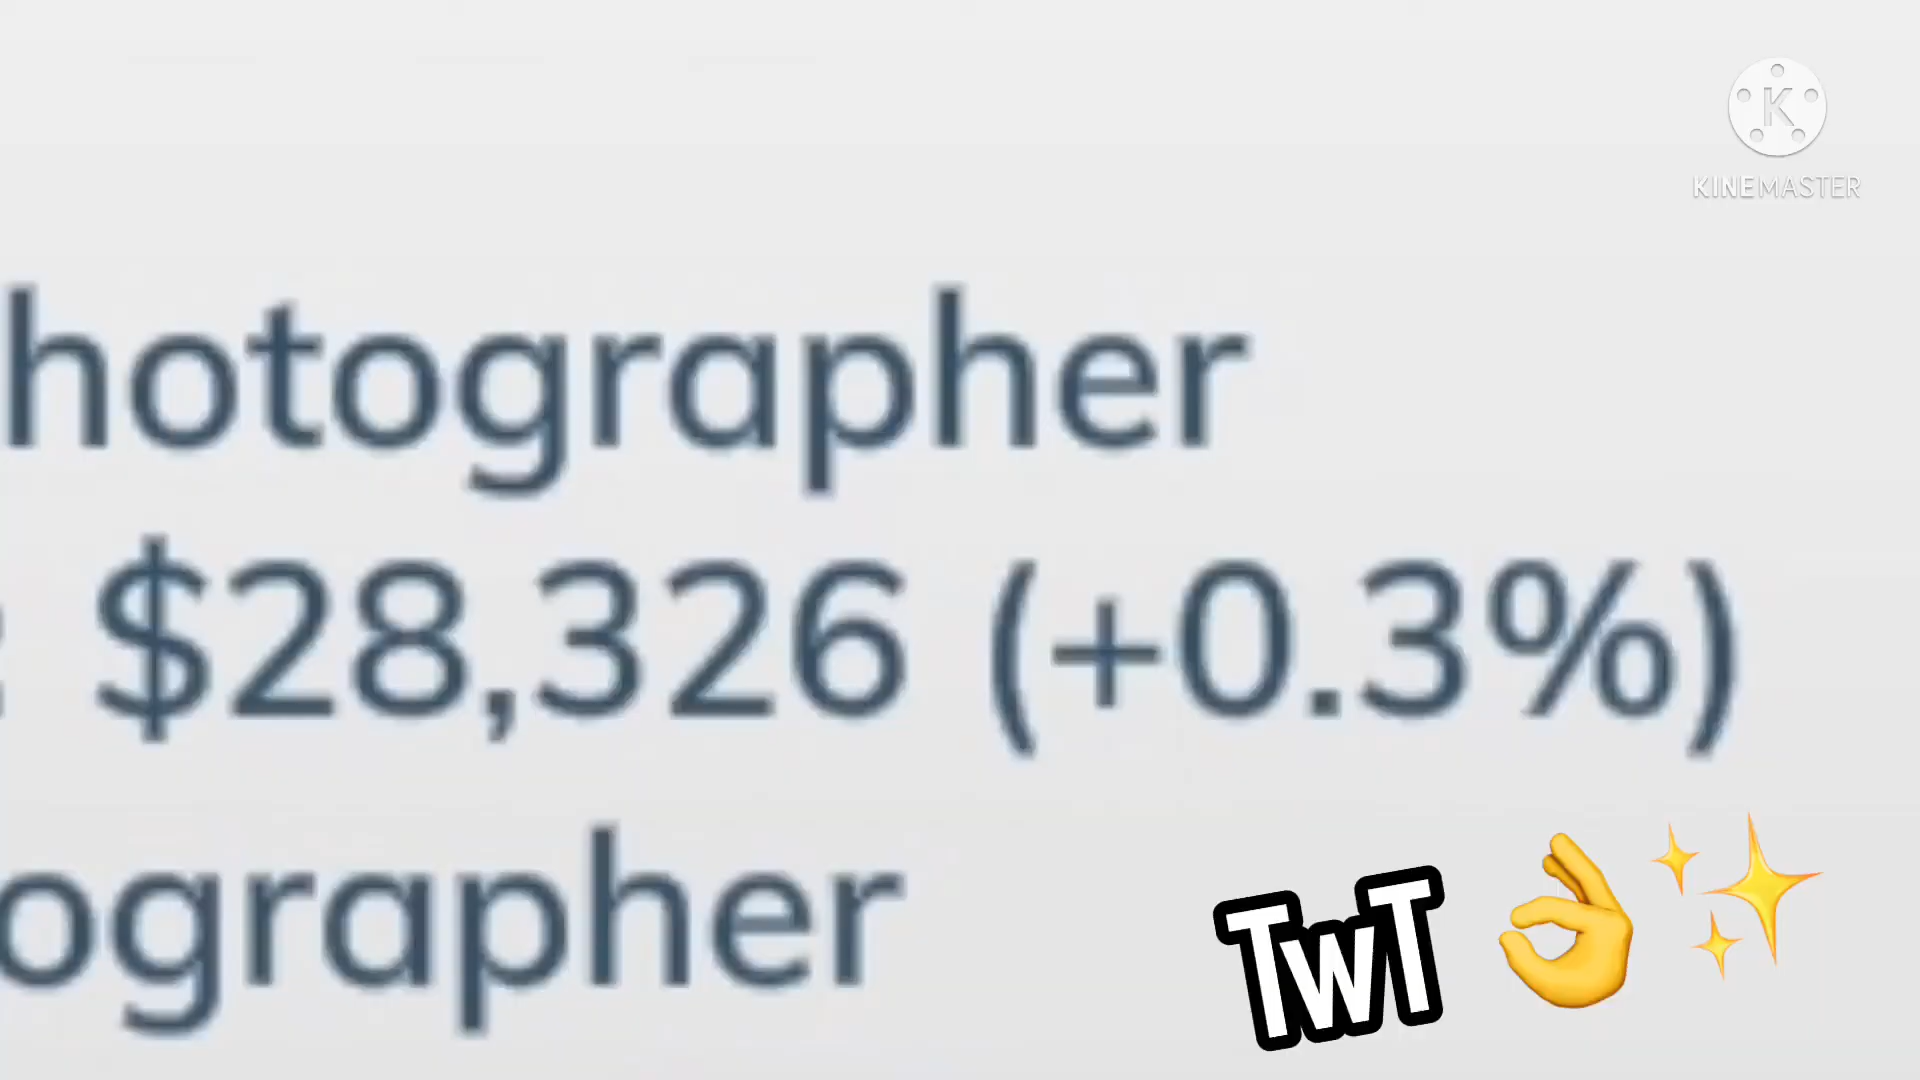 K
KINEMASTER
hotographer
: $28,326 (+0.3%)
ographer
TwT 👌✨